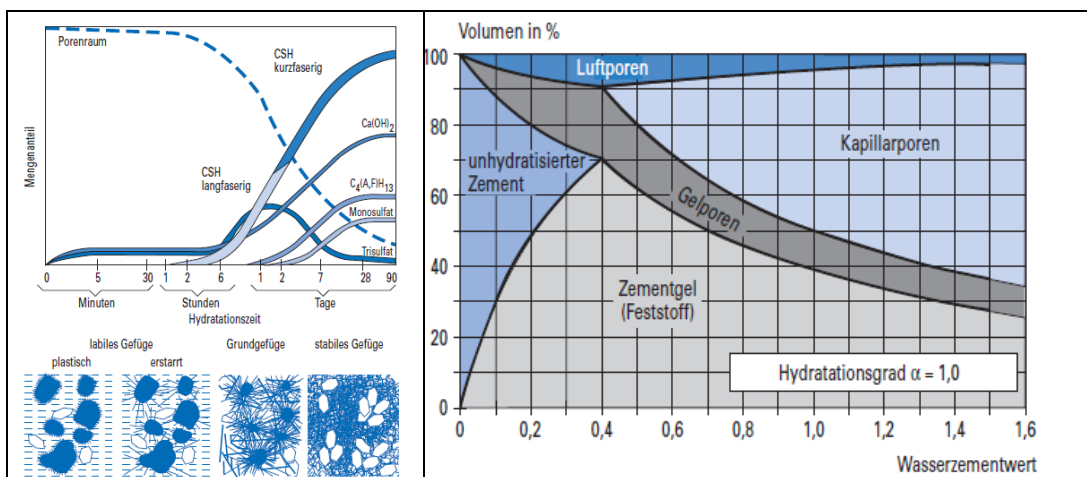 Porenraum
CSH
kurzfaserig
Ca(OH)2
CSH
langfaserig
C4(A,F)H13
Monosulfat
Trisulfat
Mengenanteil
0 5 30 1 2 6 1 2 7 28 90
Minuten Stunden Tage
Hydratationszeit
labiles Gefüge Grundgefüge stabiles Gefüge
plastisch erstarrt
Volumen in %
100
80
60
40
20
0
Luftporen
Kapillarporen
unhydratisierter
Zement
Gelporen
Zementgel
(Feststoff)
Hydratationsgrad α = 1,0
0 0,2 0,4 0,6 0,8 1,0 1,2 1,4 1,6
Wasserzementwert